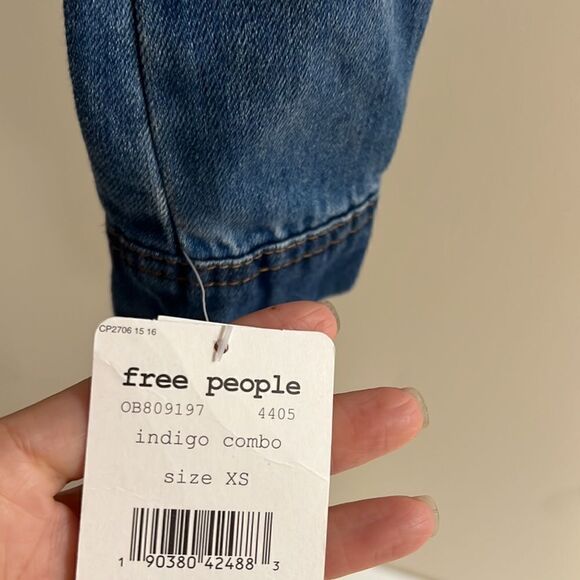 CP2706 15 16
free people
OB809197 4405
indigo combo
size XS
1 90380 42488 3